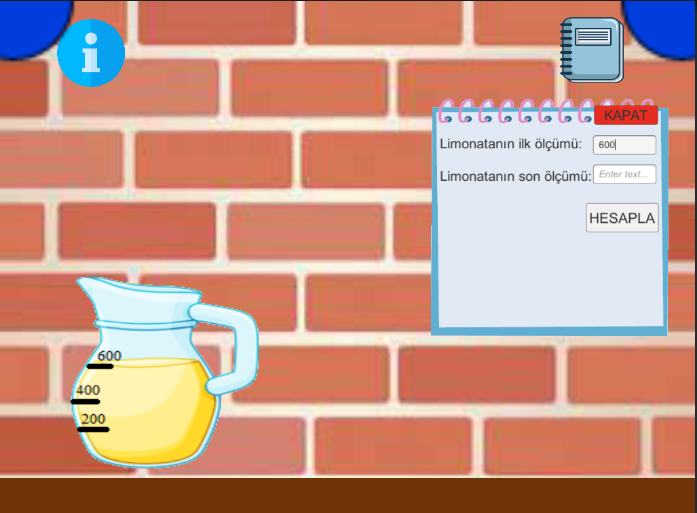 KAPAT
Limonatanın ilk ölçümü: 600
Limonatanın son ölçümü: Enter text...
HESAPLA
600
400
200